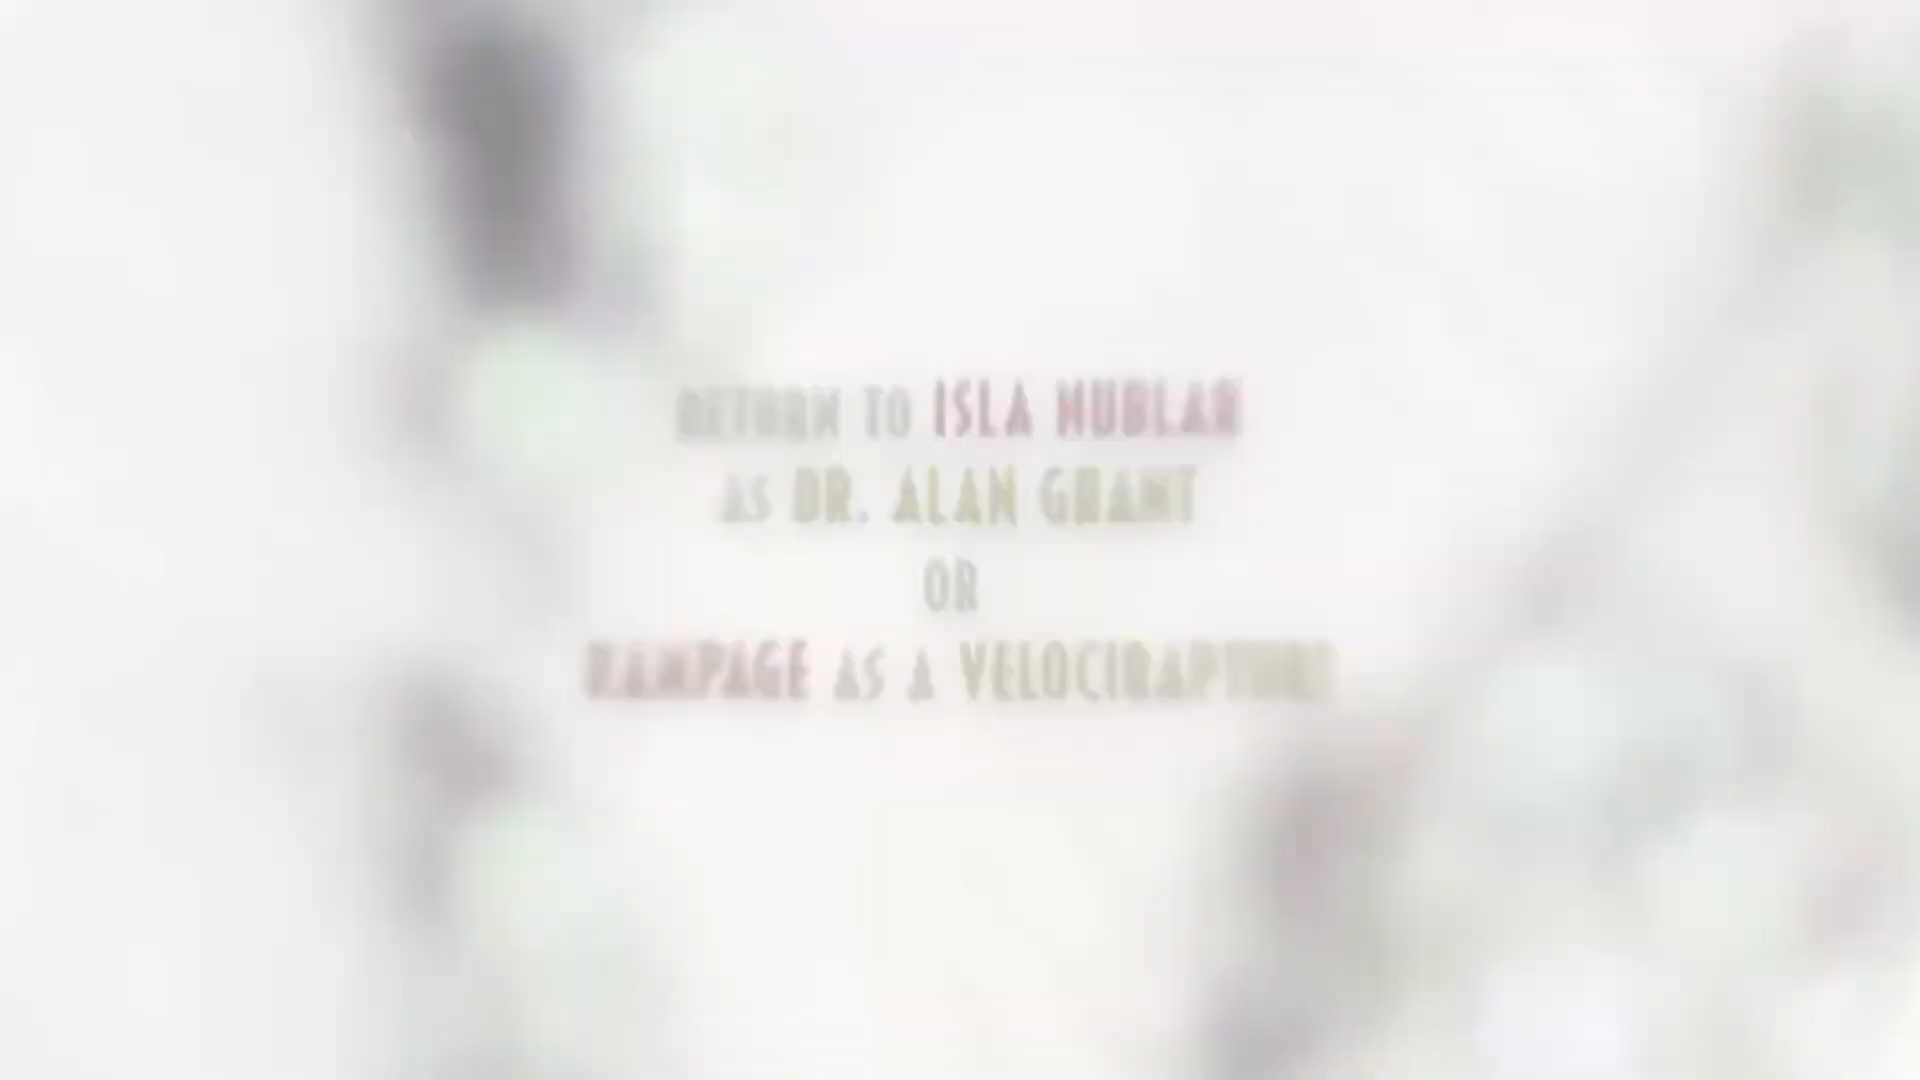 RETURN TO ISLA NUBLAR
AS DR. ALAN GRANT
OR
RAMPAGE AS A VELOCIRAPTOR!